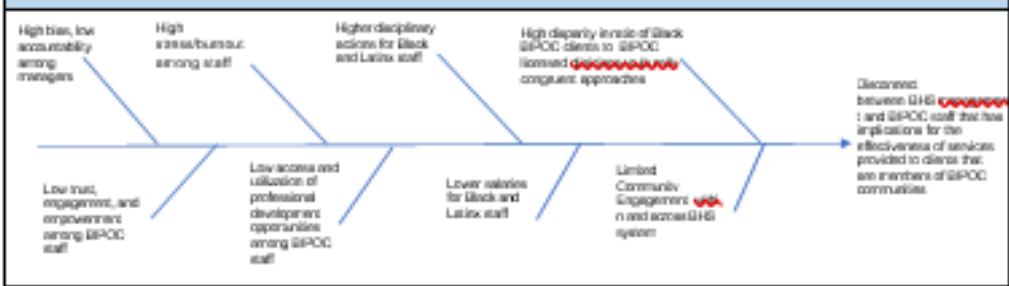 High bias, low
accountability
among
managers
High
stress/burnout
among staff
Higher disciplinary
actions for Black
and Latinx staff
High disparity in ratio of Black
BIPOC clients to BIPOC
licensed
congruent approaches
Disconnect
between BHS
t and BIPOC staff that has
implications for the
effectiveness of services
provided to clients that
are members of BIPOC
communities
Low trust,
engagement, and
empowerment
among BIPOC
staff
Low access and
utilization of
professional
development
opportunities
among BIPOC
staff
Lower salaries
for Black and
Latinx staff
Limited
Community
Engagement
n and across BHS
system